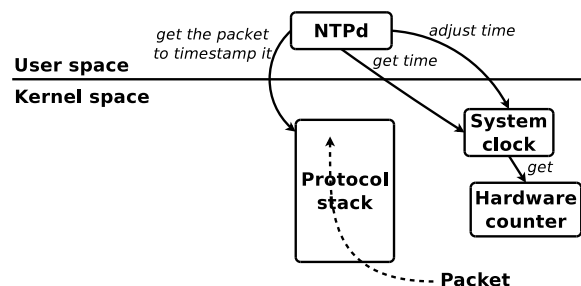 get the packet
to timestamp it
NTPd
adjust time
get time
User space
Kernel space
System
clock
get
Protocol
stack
Hardware
counter
Packet